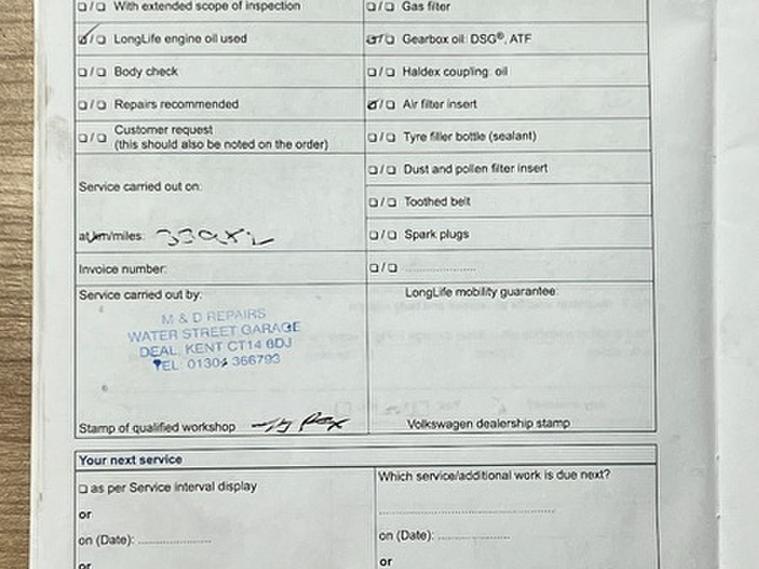 ☐/☐ With extended scope of inspection
☐/☐ Gas filter
☑/☐ LongLife engine oil used
☑/☐ Gearbox oil: DSG®, ATF
☐/☐ Body check
☐/☐ Haldex coupling: oil
☐/☐ Repairs recommended
☑/☐ Air filter insert
☐/☐ Customer request
(this should also be noted on the order)
☐/☐ Tyre filler bottle (sealant)
☐/☐ Dust and pollen filter insert
Service carried out on:
☐/☐ Toothed belt
at km/miles:
☐/☐ Spark plugs
Invoice number:
☐/☐ ....................
Service carried out by:
LongLife mobility guarantee:
M & D REPAIRS
WATER STREET GARAGE
DEAL, KENT CT14 6DJ
TEL: 01304 366793
Stamp of qualified workshop
Volkswagen dealership stamp
Your next service
☐ as per Service interval display
Which service/additional work is due next?
or
on (Date): ....................
on (Date): ....................
or
or